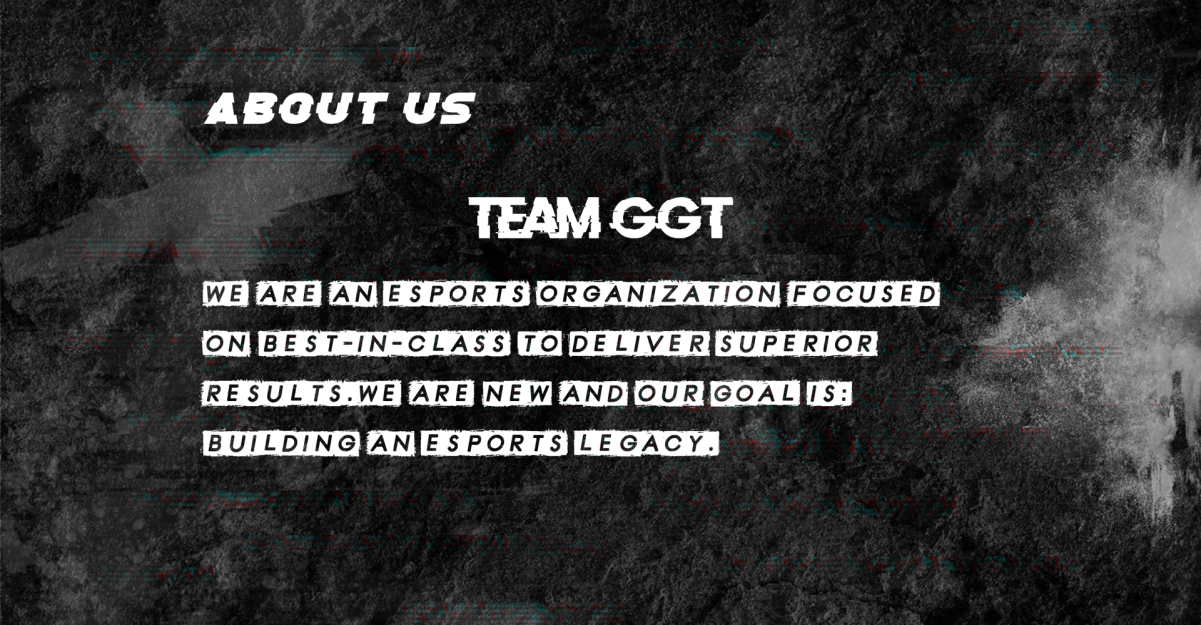 ABOUT US
TEAM GGT
WE ARE AN ESPORTS ORGANIZATION FOCUSED
ON BEST-IN-CLASS TO DELIVER SUPERIOR
RESULTS.WE ARE NEW AND OUR GOAL IS:
BUILDING AN ESPORTS LEGACY.